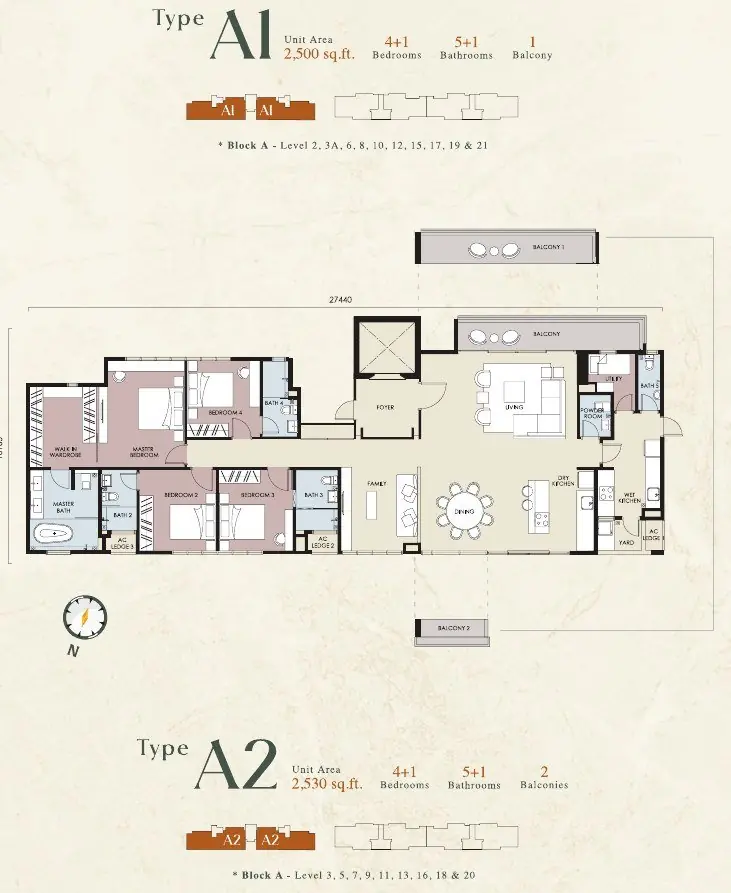 Type A1
Unit Area
2,500 sq.ft.
4+1
Bedrooms
5+1
Bathrooms
1
Balcony
A1 A1
* Block A - Level 2, 3A, 6, 8, 10, 12, 15, 17, 19 & 21
BALCONY 1
27440
BALCONY
BEDROOM 4
BATH 4
FOYER
LIVING
UTILITY
BATH 5
POWDER
ROOM
WALK IN
WARDROBE
MASTER
BEDROOM
MASTER
BATH
BATH 2
BEDROOM 2
BEDROOM 3
BATH 3
FAMILY
DINING
DRY
KITCHEN
WET
KITCHEN
AC
LEDGE 3
AC
LEDGE 2
YARD
AC
LEDGE 1
N
BALCONY 2
Type A2
Unit Area
2,530 sq.ft.
4+1
Bedrooms
5+1
Bathrooms
2
Balconies
A2 A2
* Block A - Level 3, 5, 7, 9, 11, 13, 16, 18 & 20